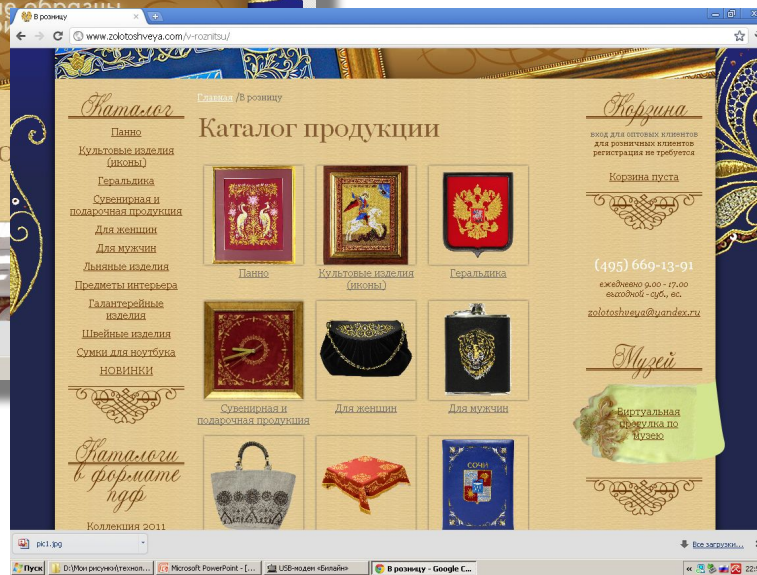 В розницу
www.zolotoshveya.com/v-roznitsu/
Каталог
Панно
Культовые изделия
(иконы)
Геральдика
Сувенирная и
подарочная продукция
Для женщин
Для мужчин
Льняные изделия
Предметы интерьера
Галантерейные
изделия
Швейные изделия
Сумки для ноутбука
НОВИНКИ
Каталоги
в формате
пдф
Коллекция 2011
Главная /В розницу
Каталог продукции
Панно
Культовые изделия
(иконы)
Геральдика
Сувенирная и
подарочная продукция
Для женщин
Для мужчин
СОЧИ
Корзина
вход для оптовых клиентов
для розничных клиентов
регистрация не требуется
Корзина пуста
(495) 669-13-91
ежедневно 9.00 - 17.00
выходной - суб., вс.
zolotoshveya@yandex.ru
Музей
Виртуальная
прогулка по
музею
pic1.jpg
Все загрузки...
Пуск
D:\Мои рисунки\технол...
Microsoft PowerPoint - [...
USB-модем «Билайн»
В розницу - Google C...